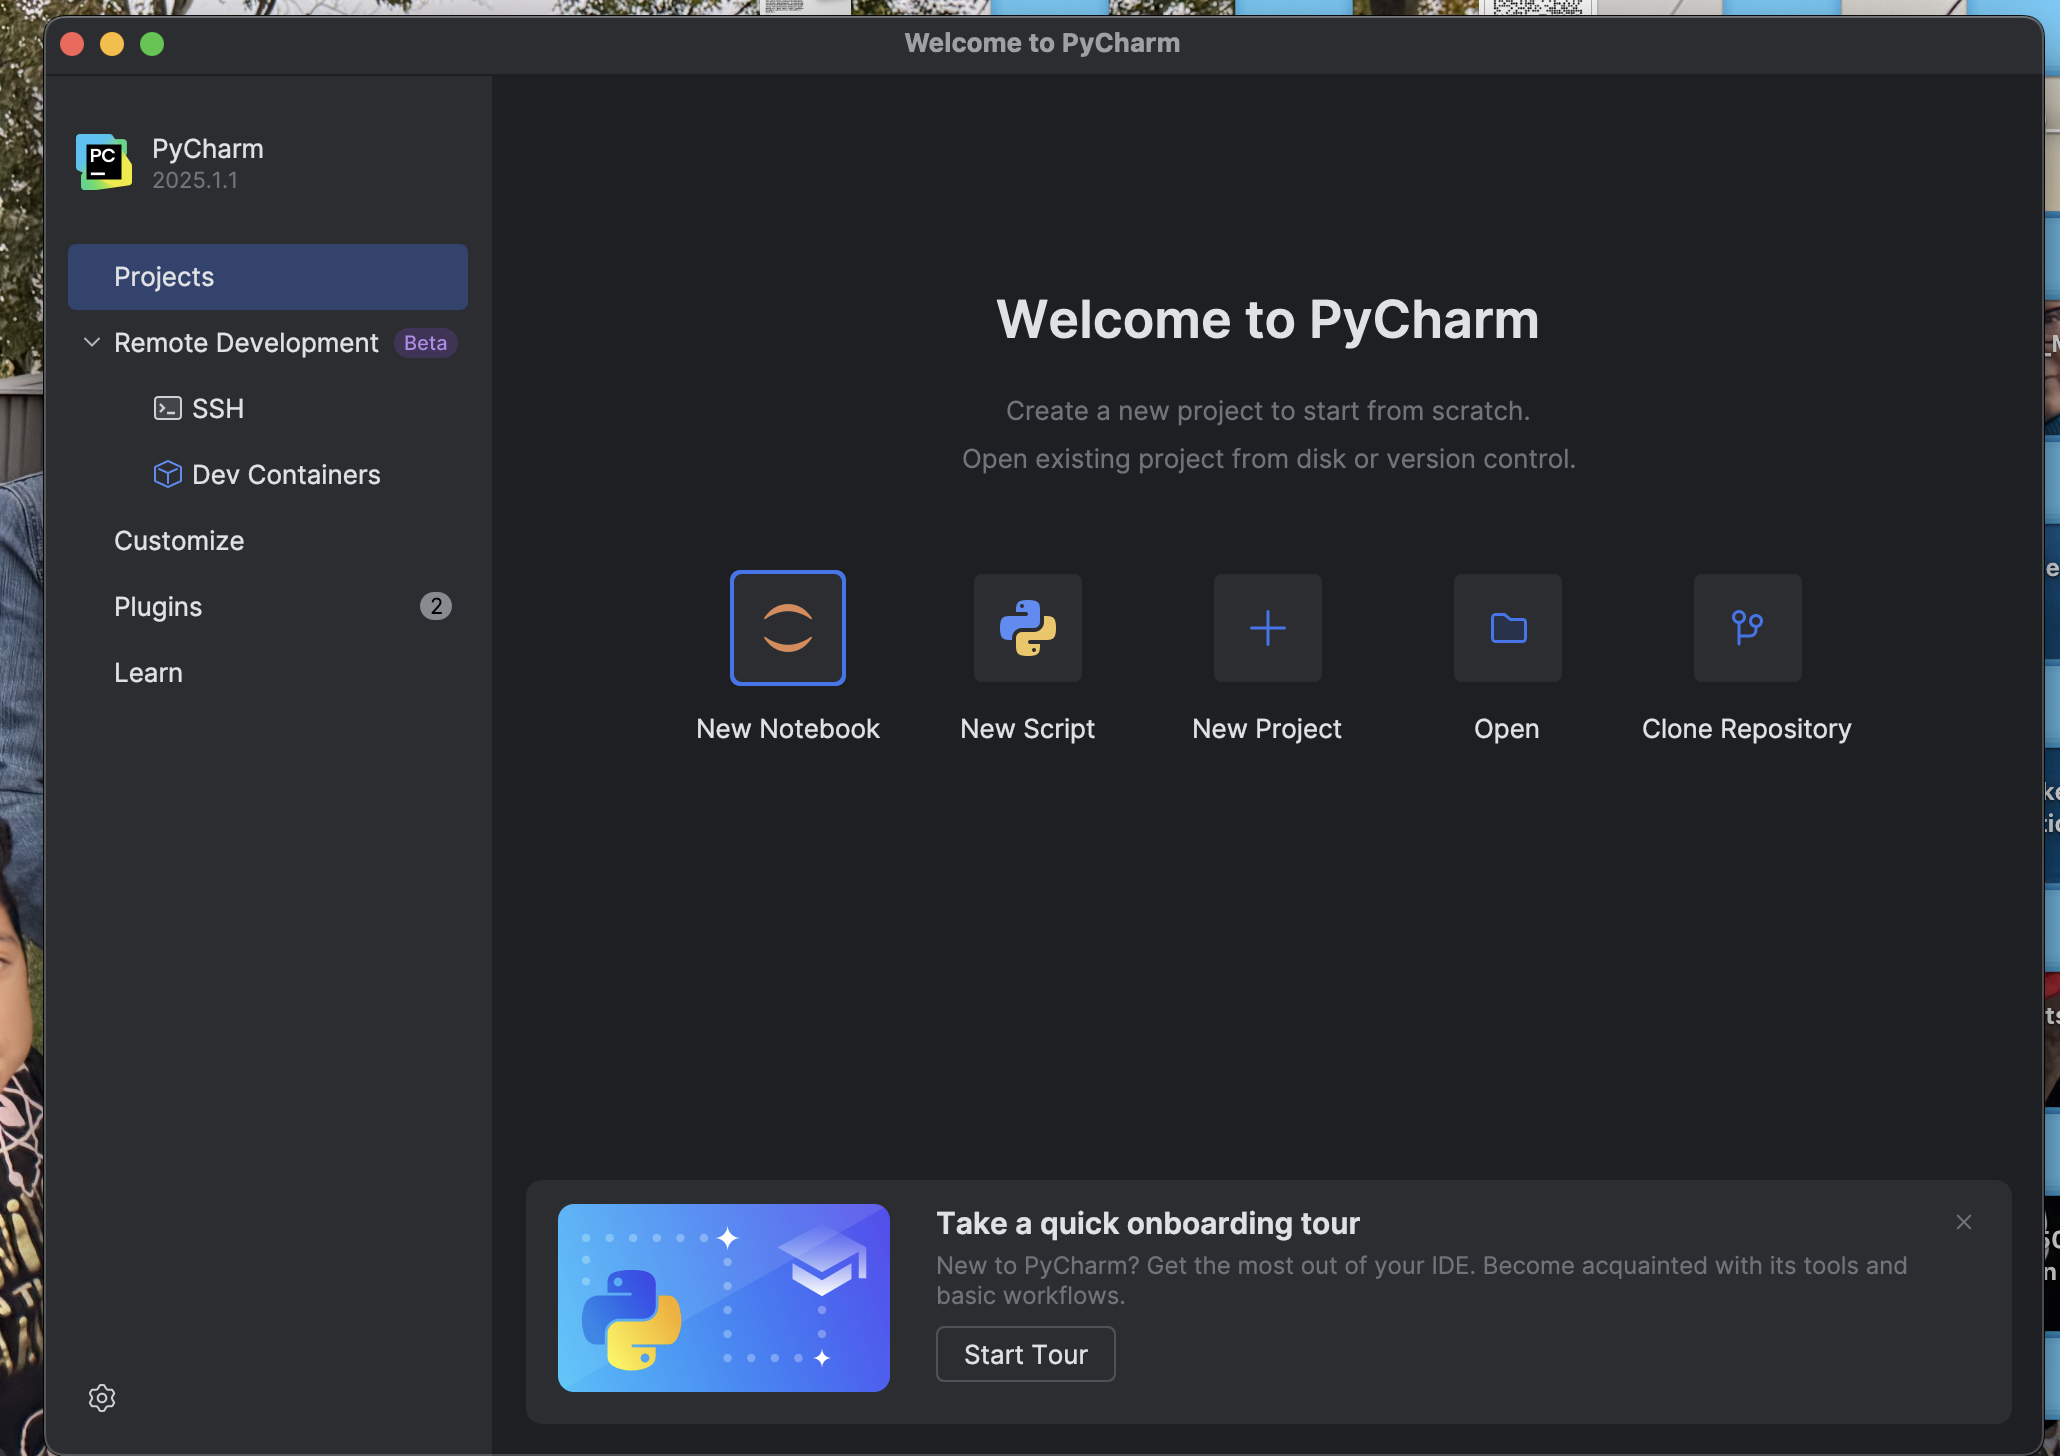 Welcome to PyCharm
PC
PyCharm
2025.1.1
Projects
Remote Development Beta
SSH
Dev Containers
Customize
Plugins 2
Learn
Welcome to PyCharm
Create a new project to start from scratch.
Open existing project from disk or version control.
New Notebook New Script New Project Open Clone Repository
Take a quick onboarding tour
New to PyCharm? Get the most out of your IDE. Become acquainted with its tools and
basic workflows.
Start Tour